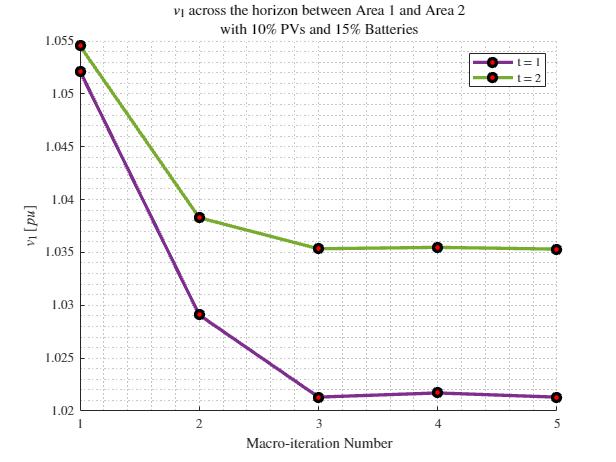 v1 across the horizon between Area 1 and Area 2
with 10% PVs and 15% Batteries
1.055
1.05
1.045
1.04
1.035
1.03
1.025
1.02
v1 [pu]
t = 1
t = 2
1 2 3 4 5
Macro-iteration Number